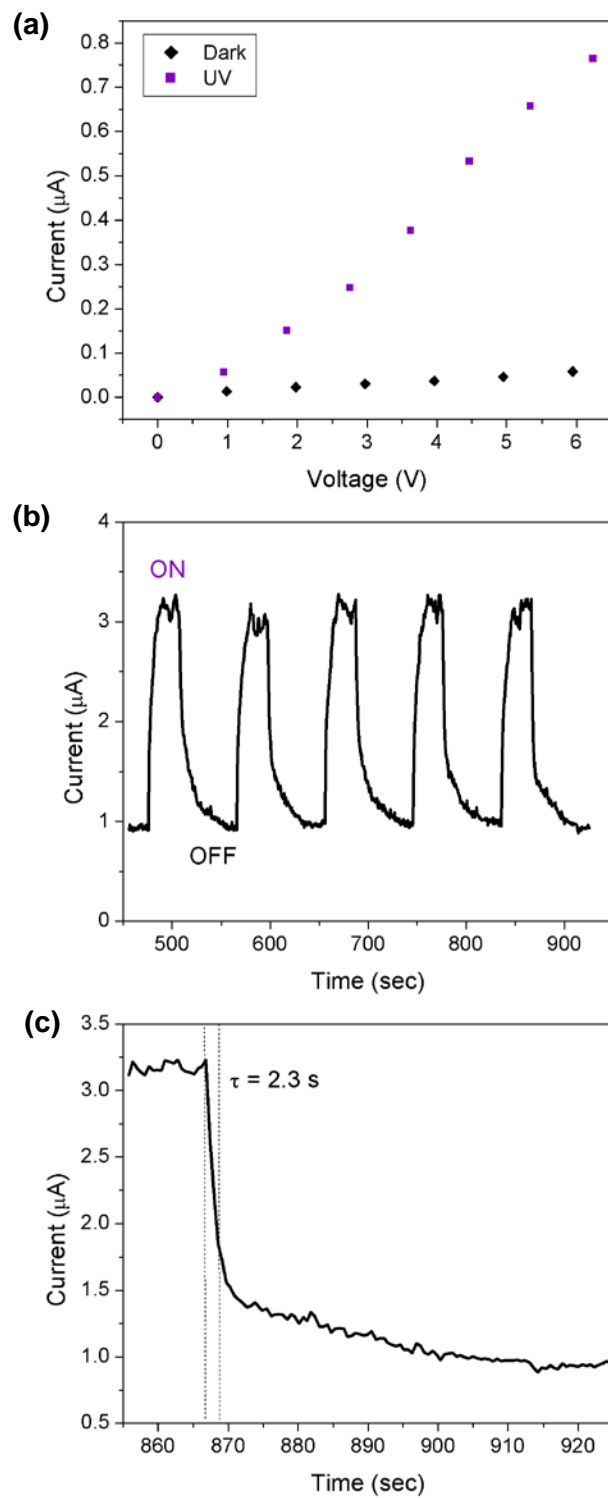 (a)
Dark
UV
0.8
0.7
0.6
0.5
0.4
0.3
0.2
0.1
0.0
Current (μA)
0 1 2 3 4 5 6
Voltage (V)
(b)
4
3
2
1
0
ON
OFF
Current (μA)
500 600 700 800 900
Time (sec)
(c)
3.5
3.0
2.5
2.0
1.5
1.0
0.5
τ = 2.3 s
Current (μA)
860 870 880 890 900 910 920
Time (sec)